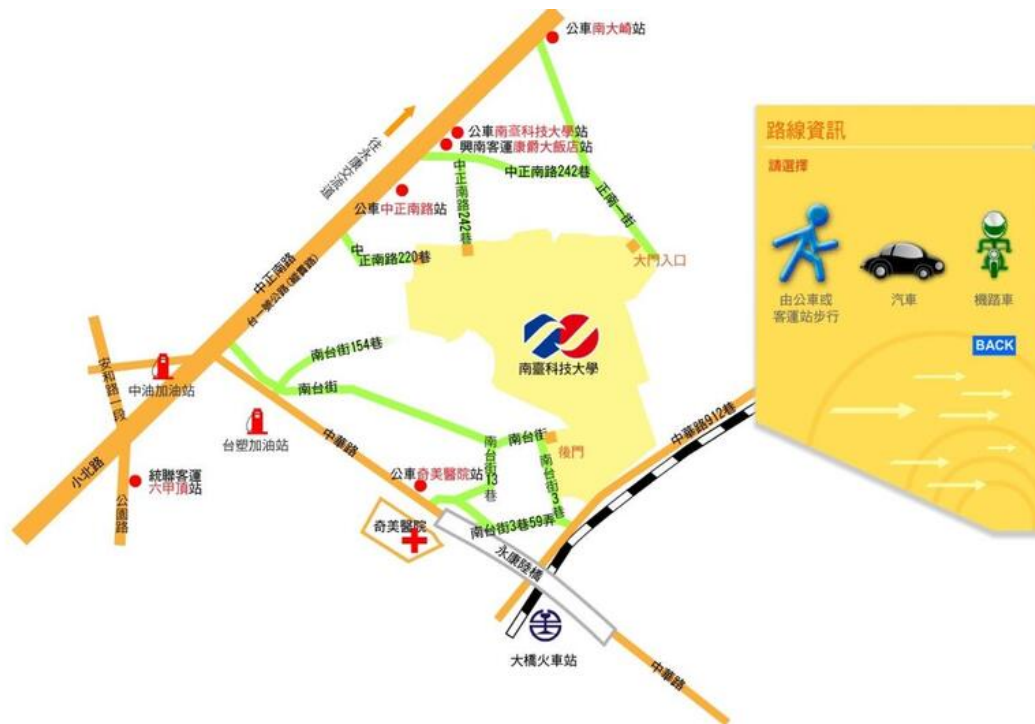 公車南大崎站
公車南臺科技大學站
興南客運康爵大飯店站
往永康交流道
中正南路242巷
中正南路242巷
正南一街
公車中正南路站
中正南路220巷
大門入口
中正南路
台一號公路(縱貫路)
南臺科技大學
南台街154巷
安和路一段
中油加油站
南台街
台塑加油站
中華路
南台街
後門
中華路912巷
南台街13巷
南台街3巷
小北路
統聯客運
六甲頂站
公園路
公車奇美醫院站
奇美醫院
南台街3巷59弄
永康陸橋
大橋火車站
中華路
路線資訊
請選擇
由公車或
客運站步行
汽車
機踏車
BACK